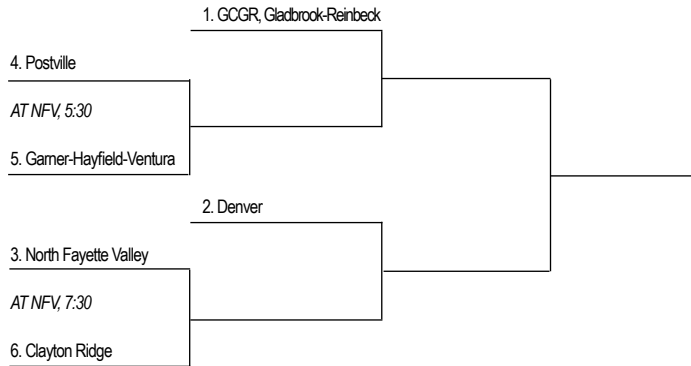 1. GCGR, Gladbrook-Reinbeck
4. Postville
AT NFV, 5:30
5. Garner-Hayfield-Ventura
2. Denver
3. North Fayette Valley
AT NFV, 7:30
6. Clayton Ridge